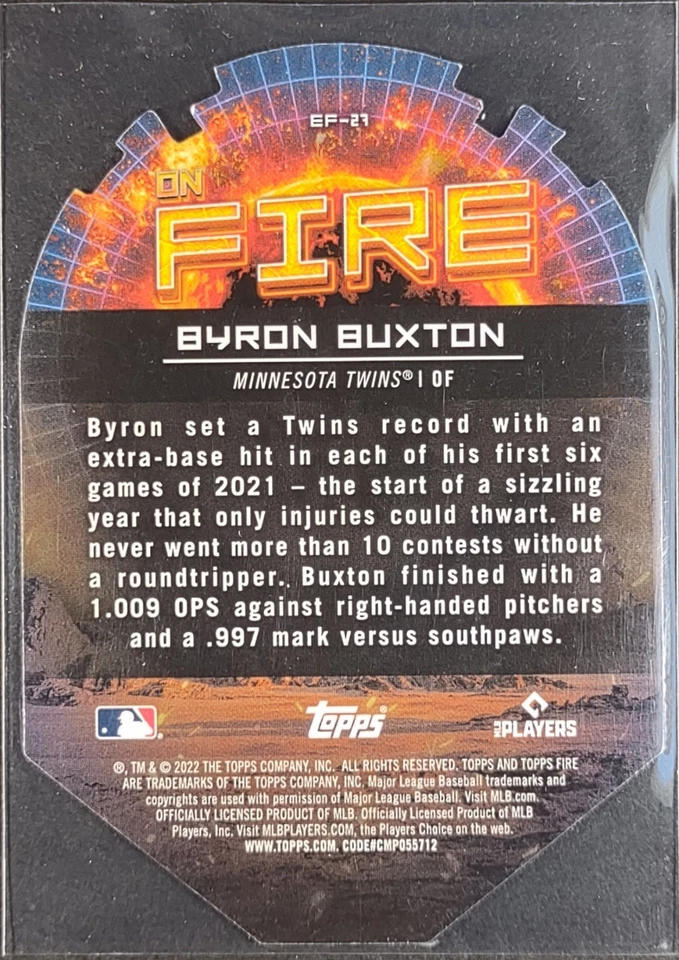 EF-27
ON
FIRE
BYRON BUXTON
MINNESOTA TWINS® | OF
Byron set a Twins record with an
extra-base hit in each of his first six
games of 2021 – the start of a sizzling
year that only injuries could thwart. He
never went more than 10 contests without
a roundtripper. Buxton finished with a
1.009 OPS against right-handed pitchers
and a .997 mark versus southpaws.
Topps® MLB PLAYERS
®, TM & © 2022 THE TOPPS COMPANY, INC. ALL RIGHTS RESERVED. TOPPS AND TOPPS FIRE
ARE TRADEMARKS OF THE TOPPS COMPANY, INC. Major League Baseball trademarks and
copyrights are used with permission of Major League Baseball. Visit MLB.com.
OFFICIALLY LICENSED PRODUCT OF MLB. Officially Licensed Product of MLB
Players, Inc. Visit MLBPLAYERS.COM, the Players Choice on the web.
WWW.TOPPS.COM. CODE#CMP055712